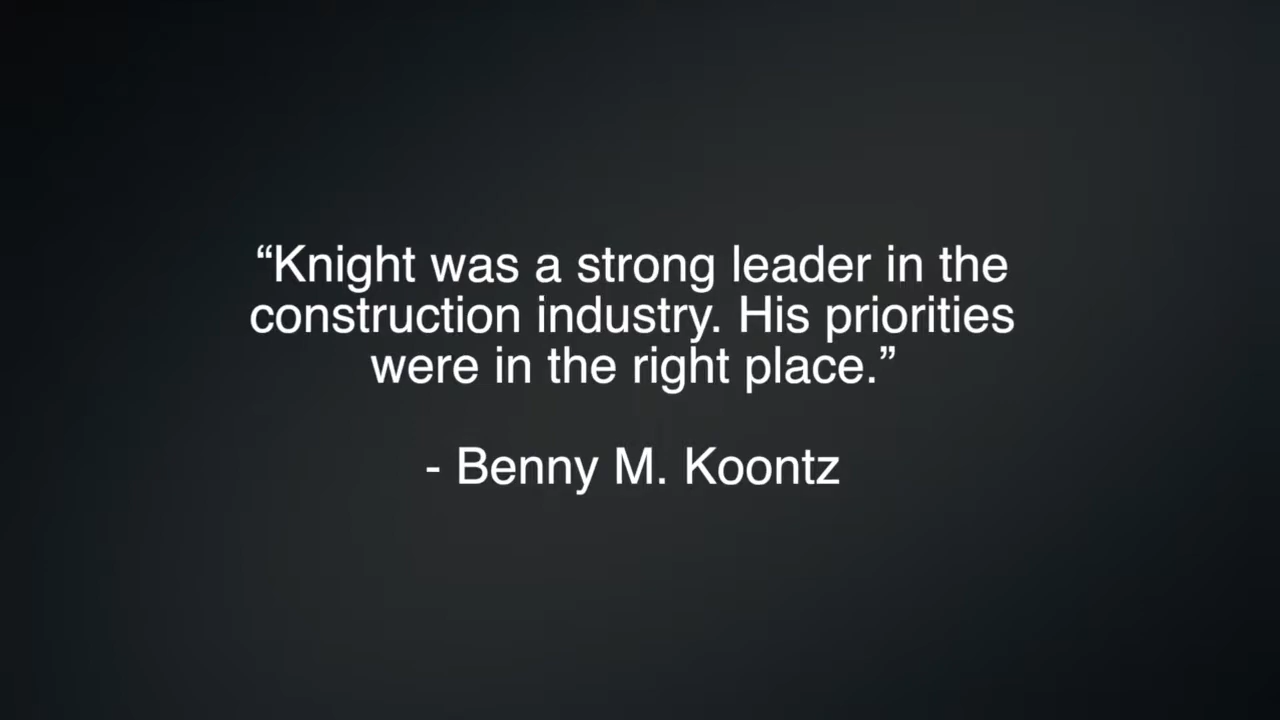 “Knight was a strong leader in the
construction industry. His priorities
were in the right place.”
- Benny M. Koontz